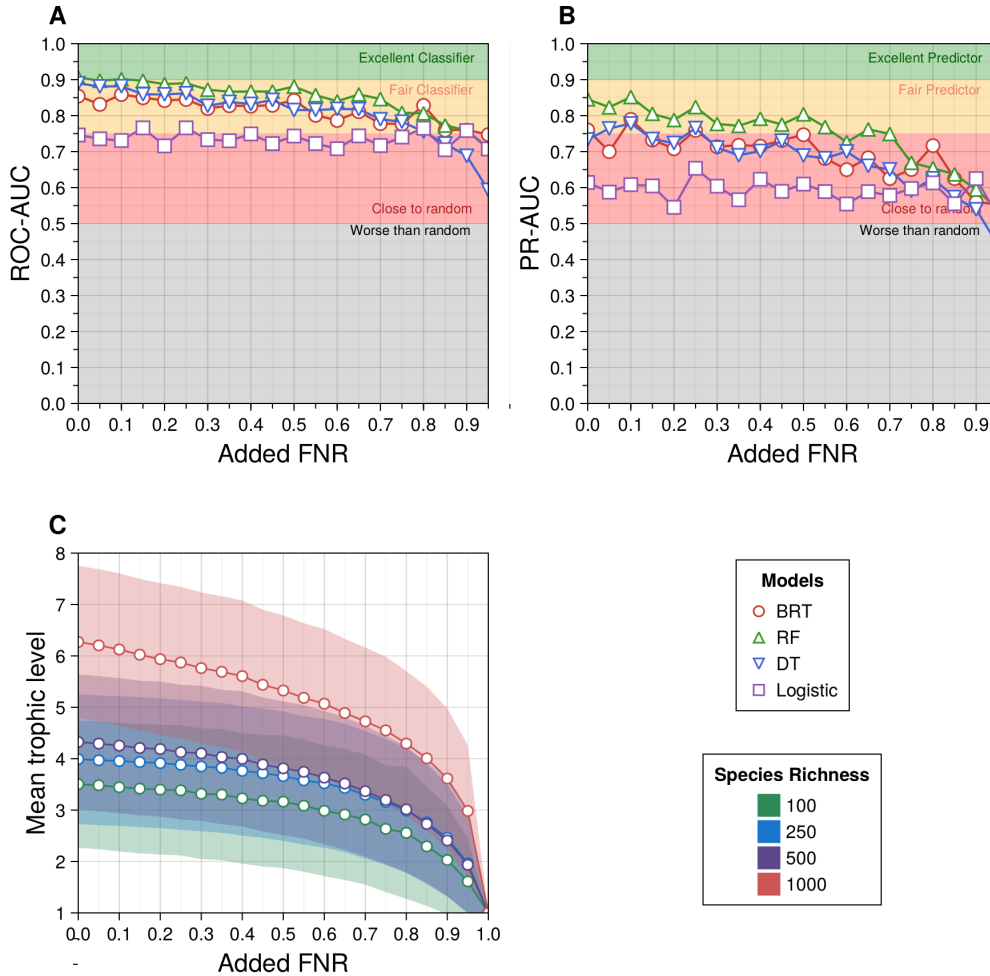 A
ROC-AUC
1.0
0.9
0.8
0.7
0.6
0.5
0.4
0.3
0.2
0.1
0.0
Excellent Classifier
Fair Classifier
Close to random
Worse than random
0.0 0.1 0.2 0.3 0.4 0.5 0.6 0.7 0.8 0.9
Added FNR
B
PR-AUC
1.0
0.9
0.8
0.7
0.6
0.5
0.4
0.3
0.2
0.1
0.0
Excellent Predictor
Fair Predictor
Close to random
Worse than random
0.0 0.1 0.2 0.3 0.4 0.5 0.6 0.7 0.8 0.9
Added FNR
C
Mean trophic level
8
7
6
5
4
3
2
1
0.0 0.1 0.2 0.3 0.4 0.5 0.6 0.7 0.8 0.9 1.0
Added FNR
Models
BRT
RF
DT
Logistic
Species Richness
100
250
500
1000